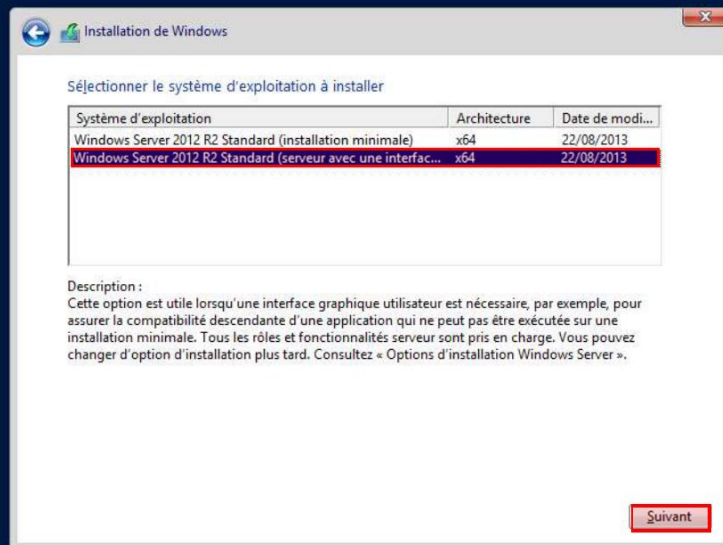 Installation de Windows
Sélectionner le système d'exploitation à installer
Système d'exploitation Architecture Date de modi...
Windows Server 2012 R2 Standard (installation minimale) x64 22/08/2013
Windows Server 2012 R2 Standard (serveur avec une interfac... x64 22/08/2013
Description :
Cette option est utile lorsqu'une interface graphique utilisateur est nécessaire, par exemple, pour
assurer la compatibilité descendante d'une application qui ne peut pas être exécutée sur une
installation minimale. Tous les rôles et fonctionnalités serveur sont pris en charge. Vous pouvez
changer d'option d'installation plus tard. Consultez « Options d'installation Windows Server ».
Suivant